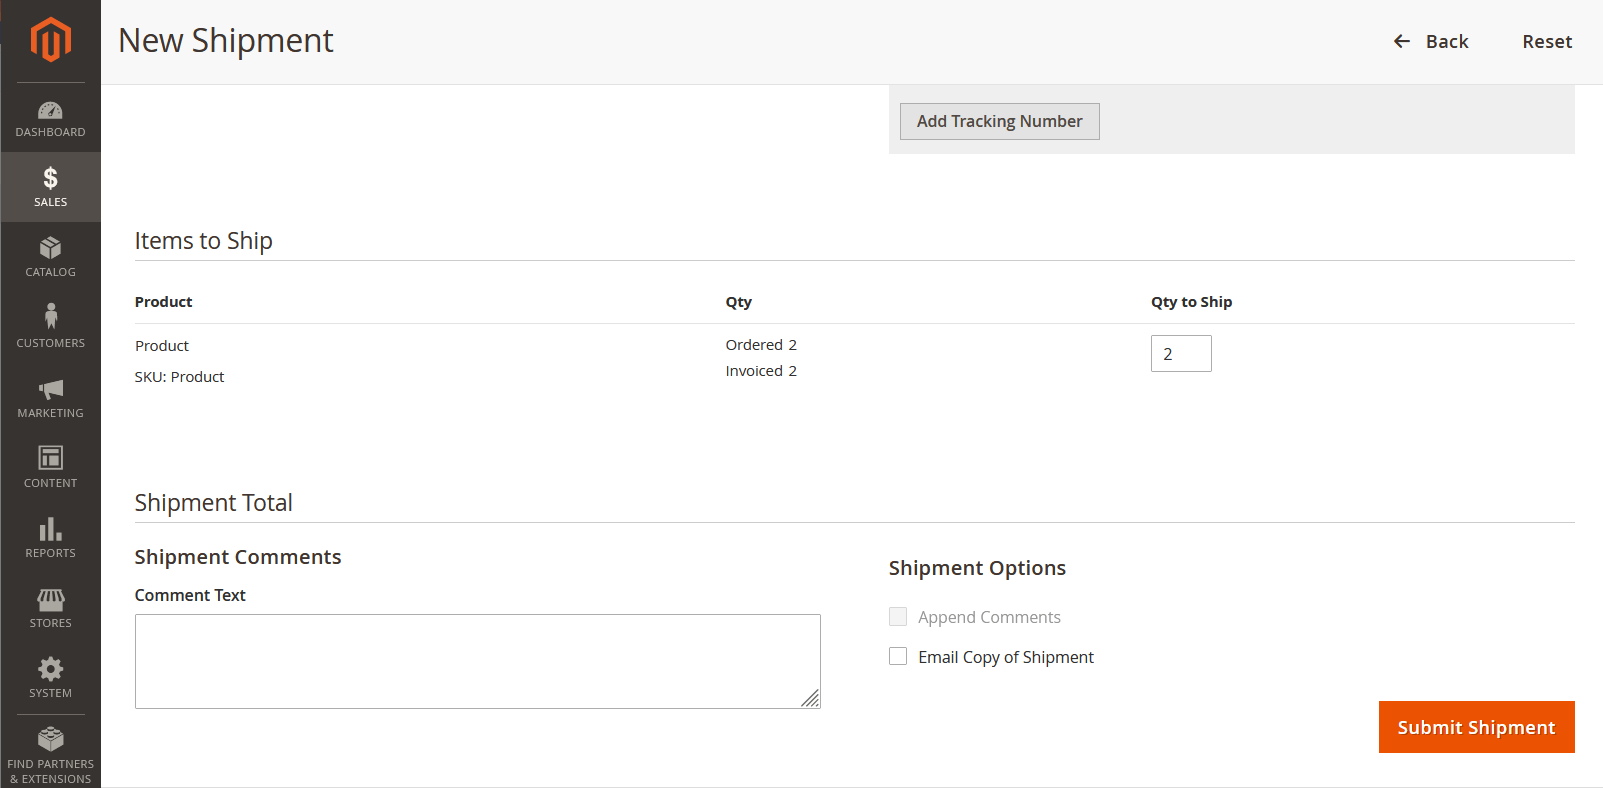 New Shipment
Back
Reset
DASHBOARD
SALES
CATALOG
CUSTOMERS
MARKETING
CONTENT
REPORTS
STORES
SYSTEM
FIND PARTNERS
& EXTENSIONS
Add Tracking Number
Items to Ship
Product Qty Qty to Ship
Product Ordered 2 2
SKU: Product Invoiced 2
Shipment Total
Shipment Comments
Comment Text
Shipment Options
Append Comments
Email Copy of Shipment
Submit Shipment